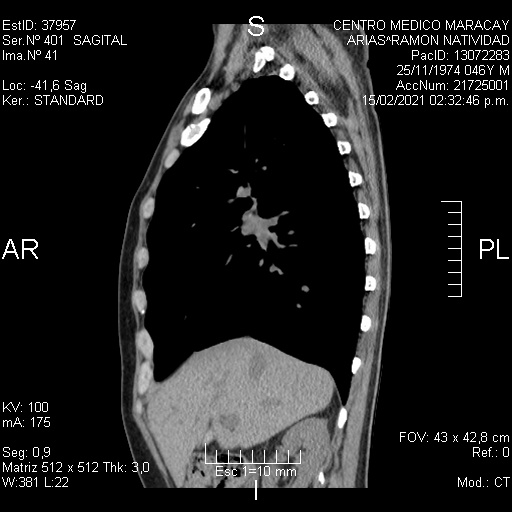 EstID: 37957
Ser.Nº 401 SAGITAL
Ima.Nº 41
Loc: -41,6 Sag
Ker.: STANDARD
S
CENTRO MEDICO MARACAY
ARIAS^RAMON NATIVIDAD
PacID: 13072283
25/11/1974 046Y M
AccNum: 21725001
15/02/2021 02:32:46 p.m.
AR
PL
KV: 100
mA: 175
Seg: 0,9
Matriz 512 x 512 Thk: 3,0
W:381 L:22
Esc 1=10 mm
I
FOV: 43 x 42,8 cm
Ref.: 0
Mod.: CT